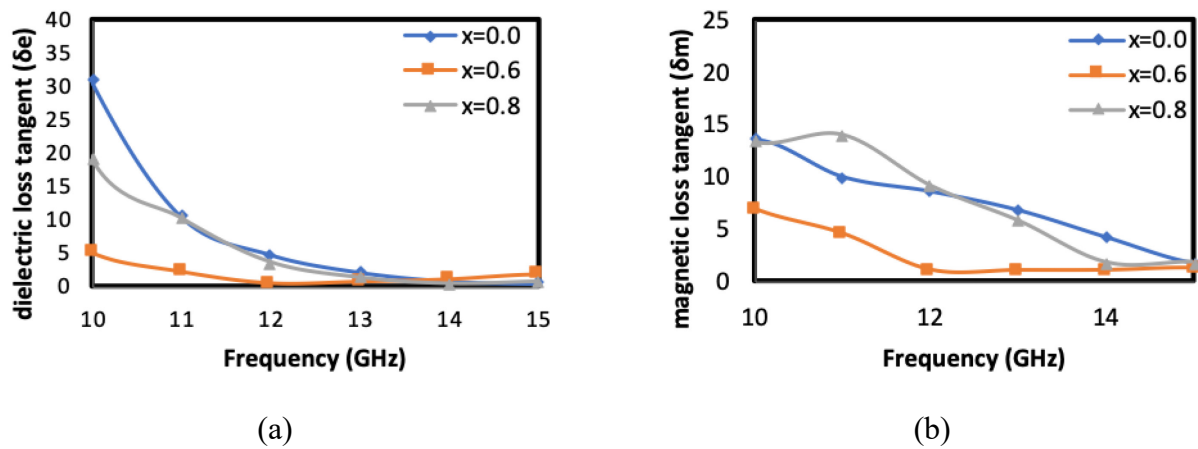 dielectric loss tangent (δe)
40
35
30
25
20
15
10
5
0
10 11 12 13 14 15
Frequency (GHz)
x=0.0
x=0.6
x=0.8
(a)
magnetic loss tangent (δm)
25
20
15
10
5
0
10 12 14
Frequency (GHz)
x=0.0
x=0.6
x=0.8
(b)